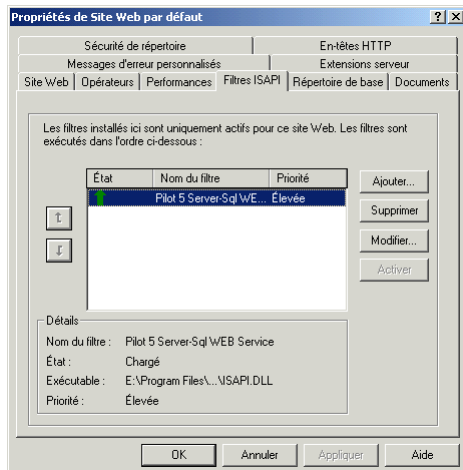 Propriétés de Site Web par défaut
Sécurité de répertoire
En-têtes HTTP
Messages d'erreur personnalisés
Extensions serveur
Site Web
Opérateurs
Performances
Filtres ISAPI
Répertoire de base
Documents
Les filtres installés ici sont uniquement actifs pour ce site Web. Les filtres sont
exécutés dans l'ordre ci-dessous :
État Nom du filtre Priorité
Pilot 5 Server-Sql WE... Élevée
Ajouter...
Supprimer
Modifier...
Activer
Détails
Nom du filtre : Pilot 5 Server-Sql WEB Service
État : Chargé
Exécutable : E:\Program Files\...\ISAPI.DLL
Priorité : Élevée
OK
Annuler
Appliquer
Aide